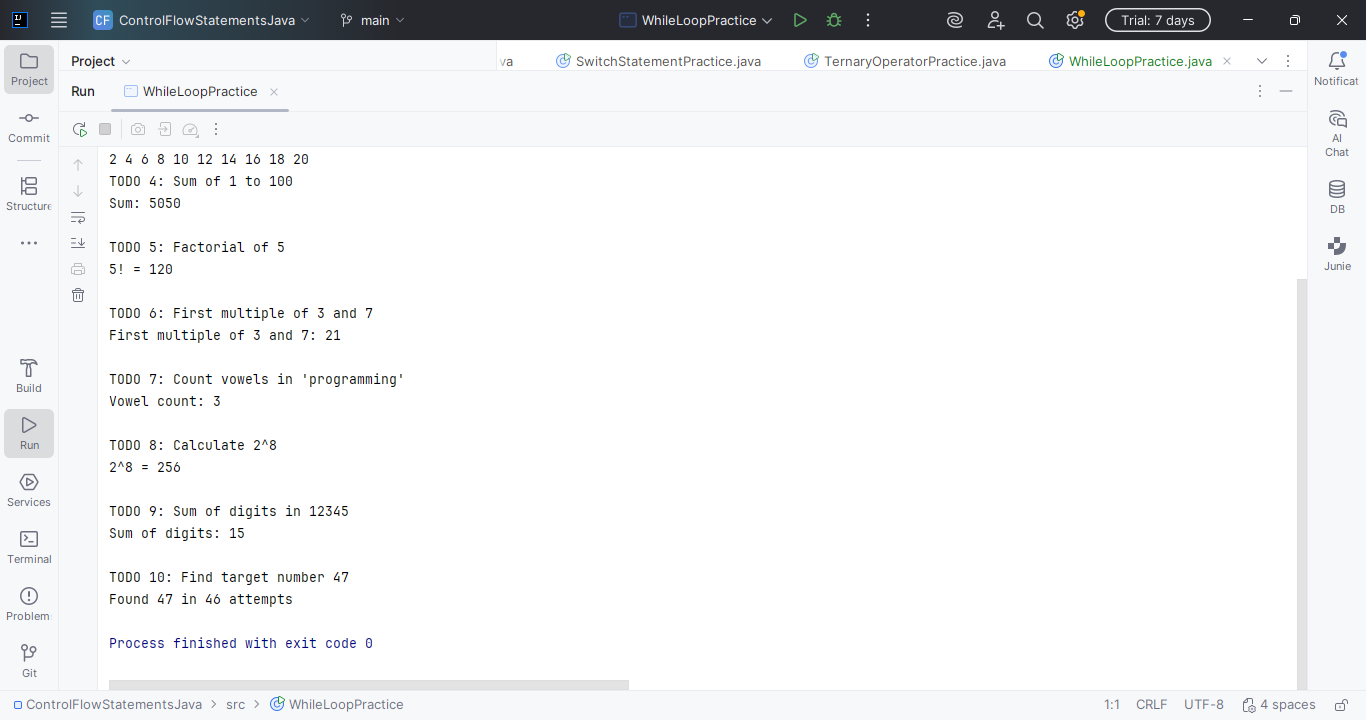 CF ControlFlowStatementsJava main WhileLoopPractice Trial: 7 days
Project va SwitchStatementPractice.java TernaryOperatorPractice.java WhileLoopPractice.java
Run WhileLoopPractice
2 4 6 8 10 12 14 16 18 20
TODO 4: Sum of 1 to 100
Sum: 5050
TODO 5: Factorial of 5
5! = 120
TODO 6: First multiple of 3 and 7
First multiple of 3 and 7: 21
TODO 7: Count vowels in 'programming'
Vowel count: 3
TODO 8: Calculate 2^8
2^8 = 256
TODO 9: Sum of digits in 12345
Sum of digits: 15
TODO 10: Find target number 47
Found 47 in 46 attempts
Process finished with exit code 0
Project
Commit
Structure
Build
Run
Services
Terminal
Problem
Git
Notificat
AI
Chat
DB
Junie
ControlFlowStatementsJava src WhileLoopPractice 1:1 CRLF UTF-8 4 spaces